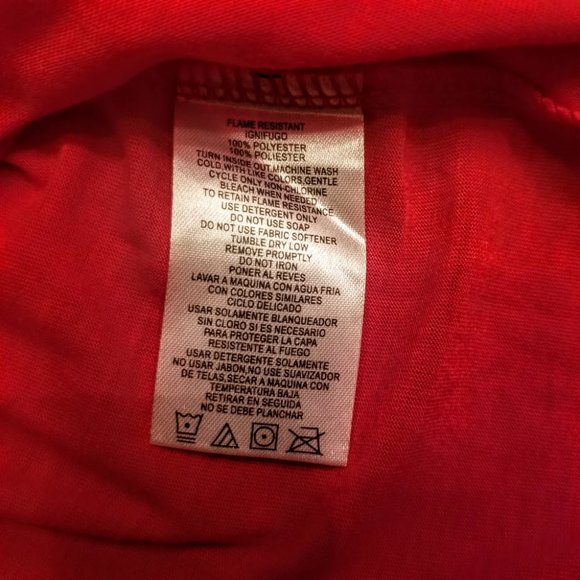 FLAME RESISTANT
IGNIFUGO
100% POLYESTER
100% POLIESTER
TURN INSIDE OUT.MACHINE WASH
COLD.WITH LIKE COLORS,GENTLE
CYCLE ONLY NON-CHLORINE
BLEACH WHEN NEEDED
TO RETAIN FLAME RESISTANCE
USE DETERGENT ONLY
DO NOT USE SOAP
DO NOT USE FABRIC SOFTENER
TUMBLE DRY LOW
REMOVE PROMPTLY
DO NOT IRON
PONER AL REVES
LAVAR A MAQUINA CON AGUA FRIA
CON COLORES SIMILARES
CICLO DELICADO
USAR SOLAMENTE BLANQUEADOR
SIN CLORO SI ES NECESARIO
PARA PROTEGER LA CAPA
RESISTENTE AL FUEGO
USAR DETERGENTE SOLAMENTE
NO USAR JABON,NO USE SUAVIZADOR
DE TELAS,SECAR A MAQUINA CON
TEMPERATURA BAJA
RETIRAR EN SEGUIDA
NO SE DEBE PLANCHAR